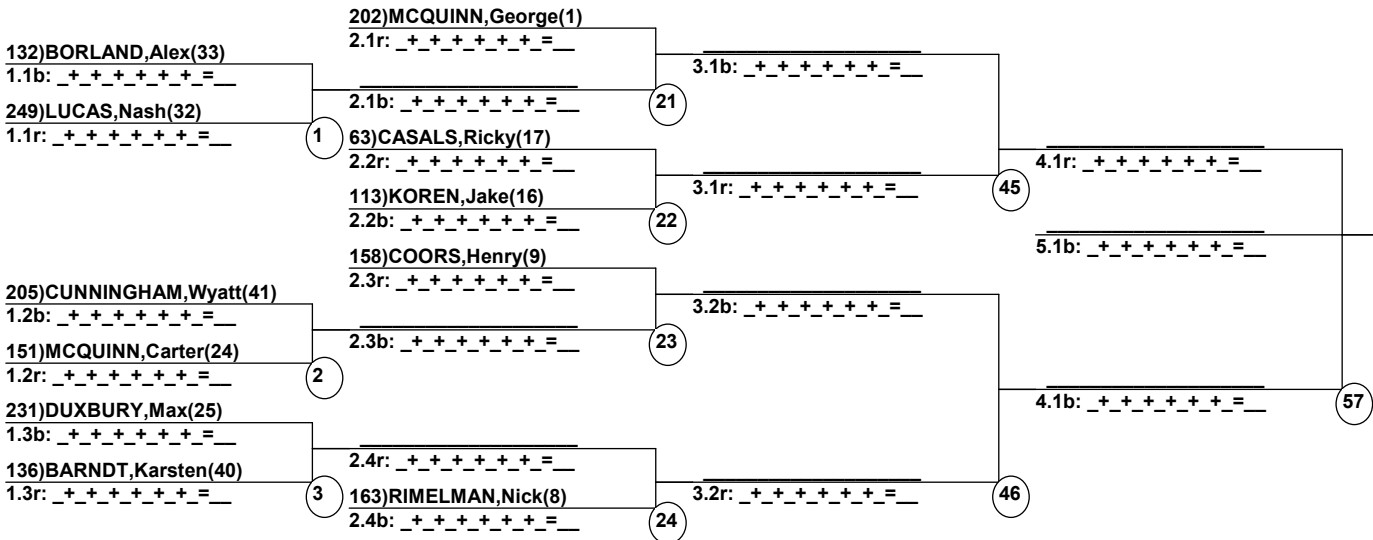 202)MCQUINN,George(1)
2.1r: _+_+_+_+_+_=__
132)BORLAND,Alex(33)
1.1b: _+_+_+_+_+_=__
3.1b: _+_+_+_+_+_=__
2.1b: _+_+_+_+_+_=__
21
249)LUCAS,Nash(32)
1.1r: _+_+_+_+_+_=__
1
63)CASALS,Ricky(17)
2.2r: _+_+_+_+_+_=__
4.1r: _+_+_+_+_+_=__
3.1r: _+_+_+_+_+_=__
45
113)KOREN,Jake(16)
2.2b: _+_+_+_+_+_=__
22
158)COORS,Henry(9)
2.3r: _+_+_+_+_+_=__
5.1b: _+_+_+_+_+_=__
205)CUNNINGHAM,Wyatt(41)
1.2b: _+_+_+_+_+_=__
3.2b: _+_+_+_+_+_=__
2.3b: _+_+_+_+_+_=__
23
151)MCQUINN,Carter(24)
1.2r: _+_+_+_+_+_=__
2
4.1b: _+_+_+_+_+_=__
57
231)DUXBURY,Max(25)
1.3b: _+_+_+_+_+_=__
2.4r: _+_+_+_+_+_=__
136)BARNDT,Karsten(40)
1.3r: _+_+_+_+_+_=__
3
163)RIMELMAN,Nick(8)
3.2r: _+_+_+_+_+_=__
46
2.4b: _+_+_+_+_+_=__
24